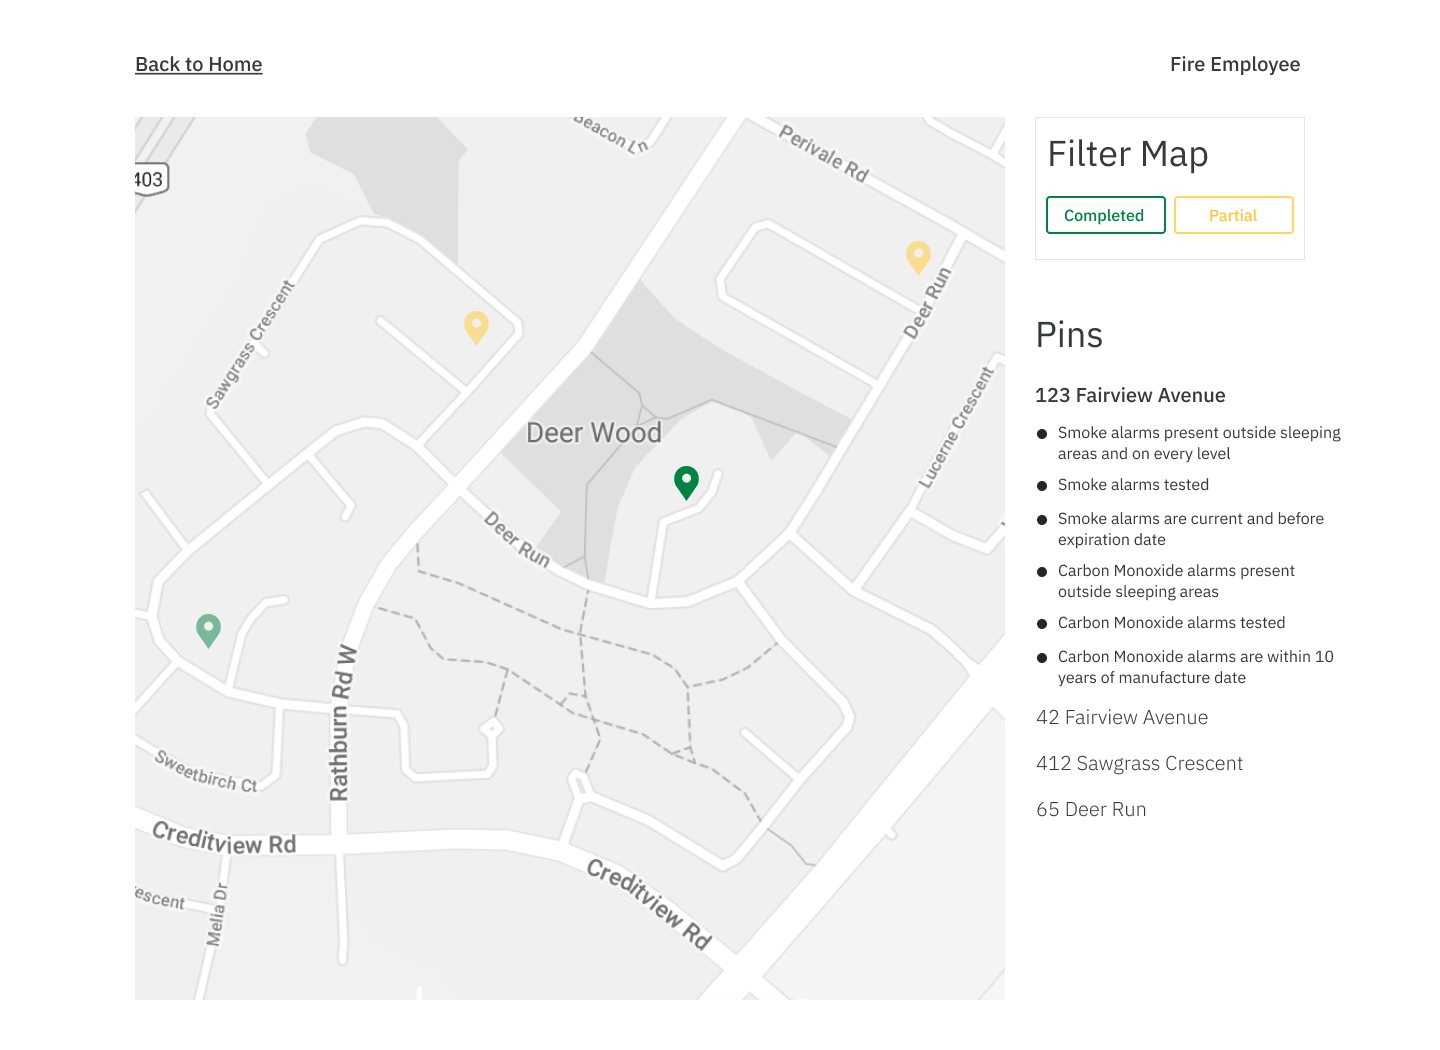 Back to Home
Fire Employee
403
Beacon Ln
Perivale Rd
Sawgrass Crescent
Deer Run
Deer Wood
Lucerne Crescent
Deer Run
Rathburn Rd W
Sweetbirch Ct
Creditview Rd
Creditview Rd
Melia Dr
Filter Map
Completed
Partial
Pins
123 Fairview Avenue
Smoke alarms present outside sleeping
areas and on every level
Smoke alarms tested
Smoke alarms are current and before
expiration date
Carbon Monoxide alarms present
outside sleeping areas
Carbon Monoxide alarms tested
Carbon Monoxide alarms are within 10
years of manufacture date
42 Fairview Avenue
412 Sawgrass Crescent
65 Deer Run